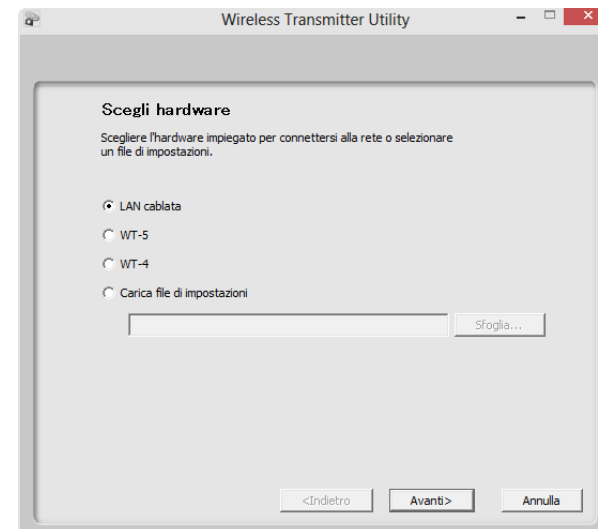 Wireless Transmitter Utility
Scegli hardware
Scegliere l'hardware impiegato per connettersi alla rete o selezionare
un file di impostazioni.
LAN cablata
WT-5
WT-4
Carica file di impostazioni
Sfoglia...
<Indietro
Avanti>
Annulla